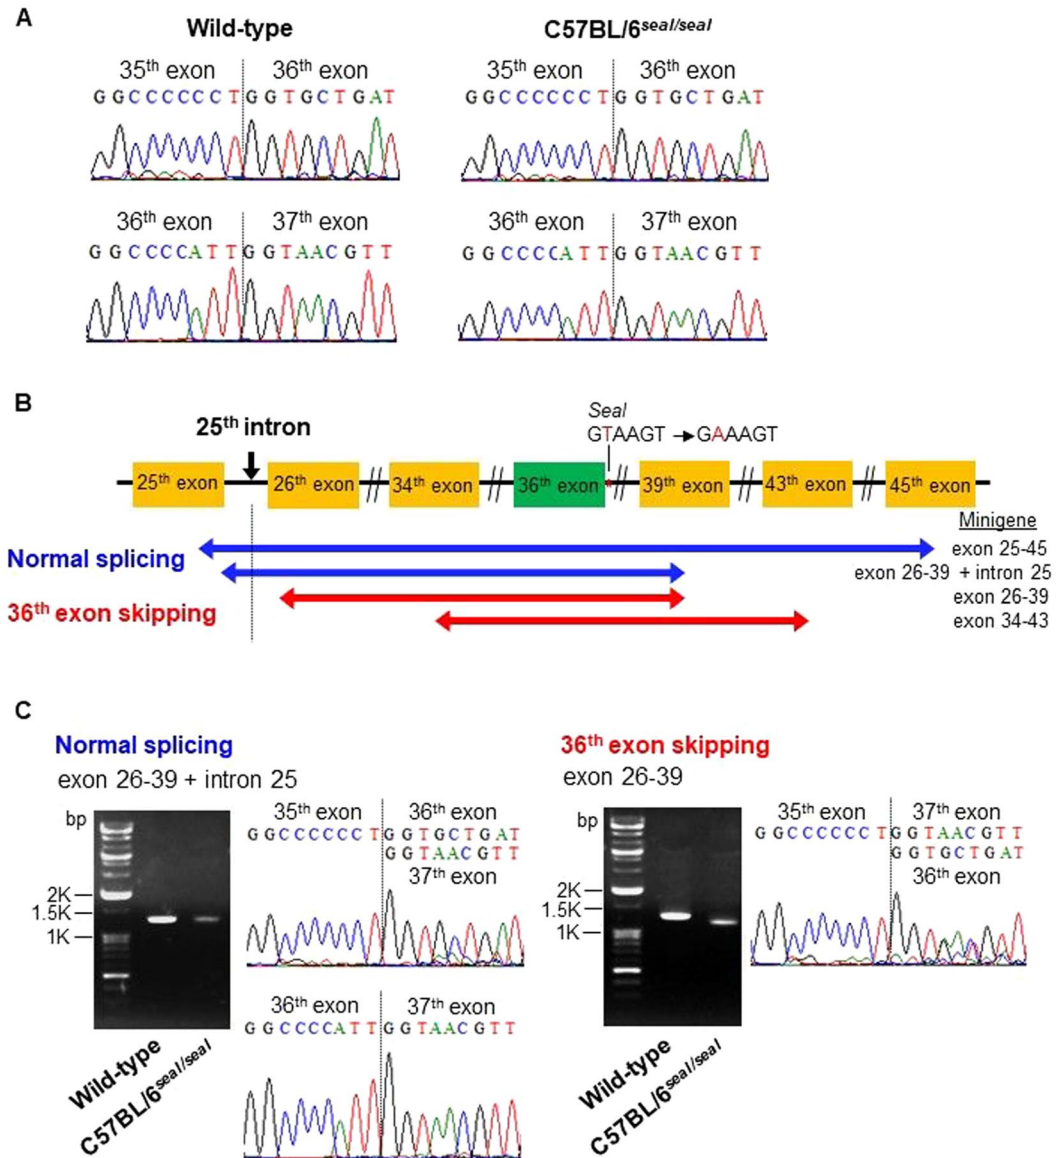 A
Wild-type
C57BL/6seal/seal
35th exon 36th exon
GGCCCCCCTGGTGCTGAT
35th exon 36th exon
GGCCCCCCTGGTGCTGAT
36th exon 37th exon
GGCCCCATTGGTAACGTT
36th exon 37th exon
GGCCCCATTGGTAACGTT
B
25th intron
Seal
GTAAGT GAAAGT
25th exon 26th exon 34th exon 36th exon * 39th exon 43th exon 45th exon
Minigene
Normal splicing
exon 25-45
exon 26-39 + intron 25
36th exon skipping
exon 26-39
exon 34-43
C
Normal splicing
exon 26-39 + intron 25
bp
2K
1.5K
1K
Wild-type
C57BL/6seal/seal
35th exon 36th exon
GGCCCCCCTGGTGCTGAT
GGTAACGTT
37th exon
36th exon 37th exon
GGCCCCATTGGTAACGTT
36th exon skipping
exon 26-39
bp
2K
1.5K
1K
Wild-type
C57BL/6seal/seal
35th exon 37th exon
GGCCCCCCTGGTAACGTT
GGTGCTGAT
36th exon